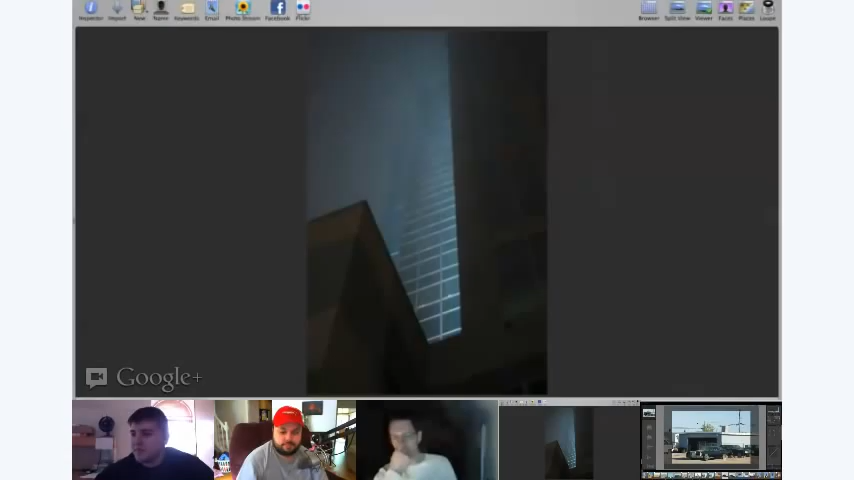 Inspector Import New Name Keywords Email Photo Stream Facebook Flickr Browser Split View Viewer Faces Places Loupe
Google+